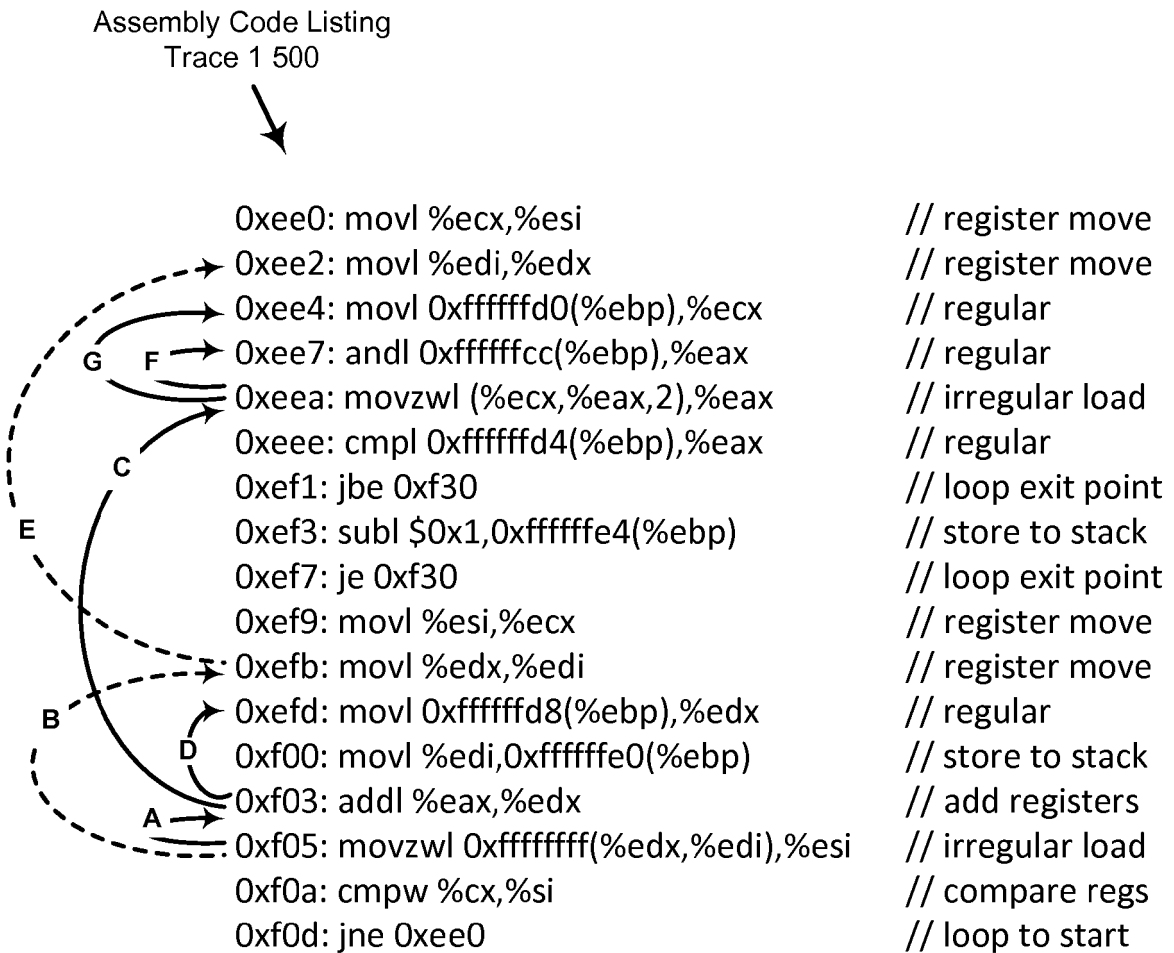 Assembly Code Listing
Trace 1 500
0xee0: movl %ecx,%esi // register move
0xee2: movl %edi,%edx // register move
0xee4: movl 0xffffffd0(%ebp),%ecx // regular
G F 0xee7: andl 0xffffffcc(%ebp),%eax // regular
0xeea: movzwl (%ecx,%eax,2),%eax // irregular load
0xeee: cmpl 0xffffffd4(%ebp),%eax // regular
C
0xef1: jbe 0xf30 // loop exit point
E 0xef3: subl $0x1,0xffffffe4(%ebp) // store to stack
0xef7: je 0xf30 // loop exit point
0xef9: movl %esi,%ecx // register move
0xefb: movl %edx,%edi // register move
B 0xefd: movl 0xffffffd8(%ebp),%edx // regular
D 0xf00: movl %edi,0xffffffe0(%ebp) // store to stack
0xf03: addl %eax,%edx // add registers
A
0xf05: movzwl 0xffffffff(%edx,%edi),%esi // irregular load
0xf0a: cmpw %cx,%si // compare regs
0xf0d: jne 0xee0 // loop to start